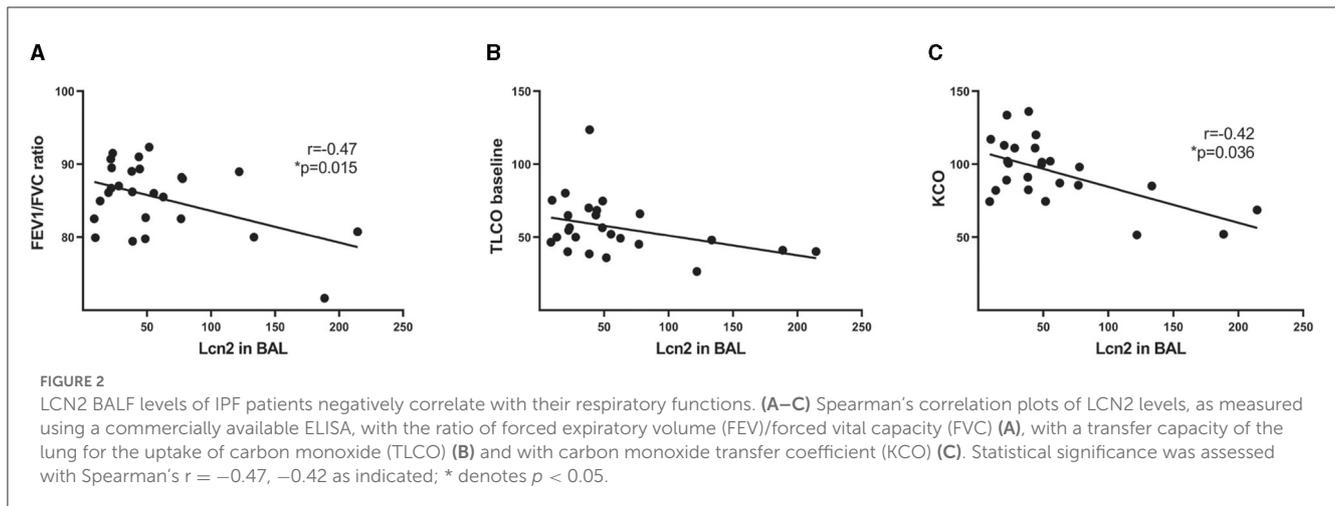 A
B
C
FEV1/FVC ratio
100
90
80
50
100
150
200
250
Lcn2 in BAL
r=-0.47
*p=0.015
TLCO baseline
150
100
50
50
100
150
200
250
Lcn2 in BAL
KCO
150
100
50
50
100
150
200
250
Lcn2 in BAL
r=-0.42
*p=0.036
FIGURE 2
LCN2 BALF levels of IPF patients negatively correlate with their respiratory functions. (A–C) Spearman's correlation plots of LCN2 levels, as measured
using a commercially available ELISA, with the ratio of forced expiratory volume (FEV)/forced vital capacity (FVC) (A), with a transfer capacity of the
lung for the uptake of carbon monoxide (TLCO) (B) and with carbon monoxide transfer coefficient (KCO) (C). Statistical significance was assessed
with Spearman's r = −0.47, −0.42 as indicated; * denotes p < 0.05.